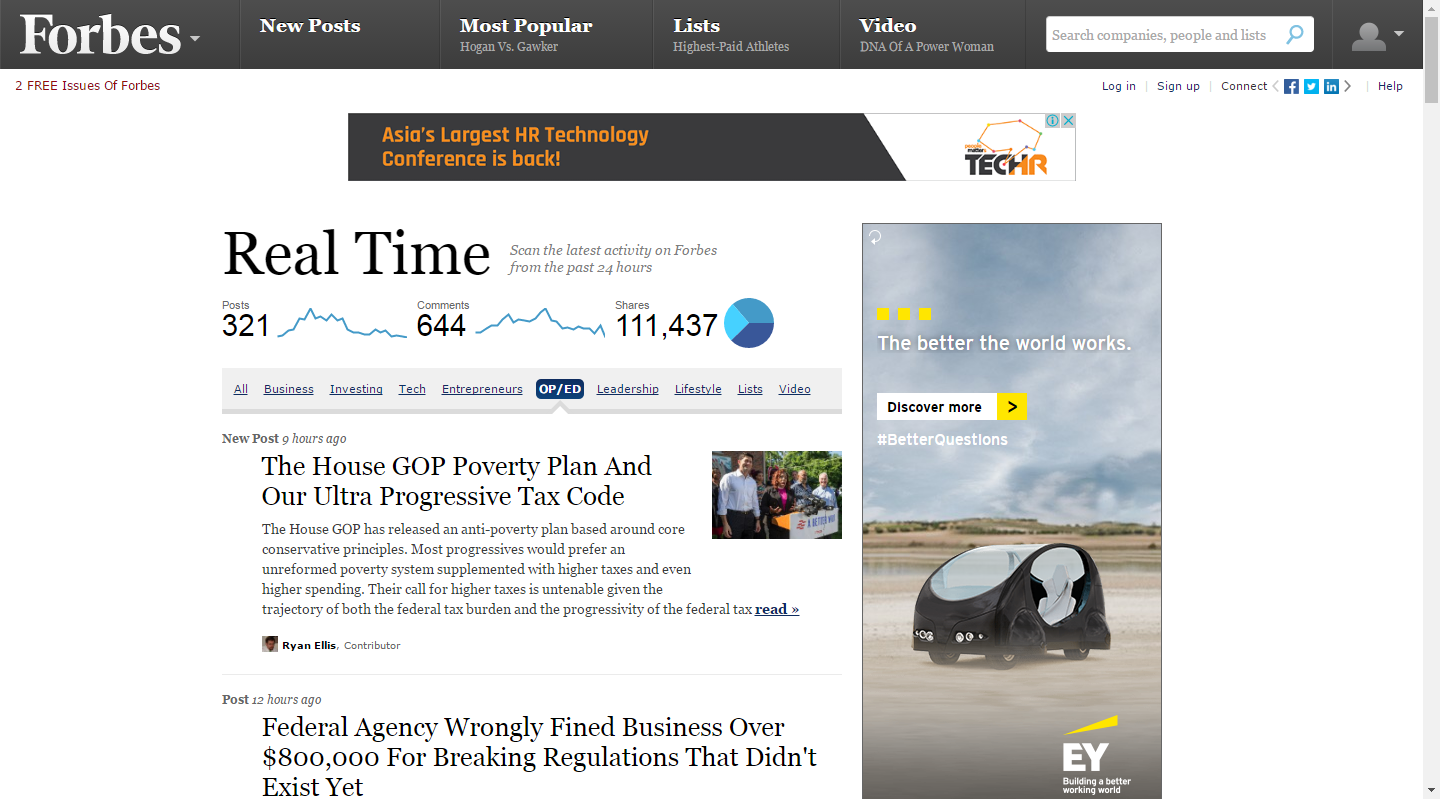 Forbes
New Posts
Most Popular
Hogan Vs. Gawker
Lists
Highest-Paid Athletes
Video
DNA Of A Power Woman
Search companies, people and lists
2 FREE Issues Of Forbes
Log in
Sign up
Connect
Help
Asia's Largest HR Technology
Conference is back!
people
matters
TECHR
Real Time
Scan the latest activity on Forbes
from the past 24 hours
Posts
321
Comments
644
Shares
111,437
All Business Investing Tech Entrepreneurs OP/ED Leadership Lifestyle Lists Video
New Post 9 hours ago
The House GOP Poverty Plan And
Our Ultra Progressive Tax Code
The House GOP has released an anti-poverty plan based around core
conservative principles. Most progressives would prefer an
unreformed poverty system supplemented with higher taxes and even
higher spending. Their call for higher taxes is untenable given the
trajectory of both the federal tax burden and the progressivity of the federal tax read »
A BETTER WAY
Ryan Ellis, Contributor
Post 12 hours ago
Federal Agency Wrongly Fined Business Over
$800,000 For Breaking Regulations That Didn't
Exist Yet
The better the world works.
Discover more >
#BetterQuestions
EY
Building a better
working world